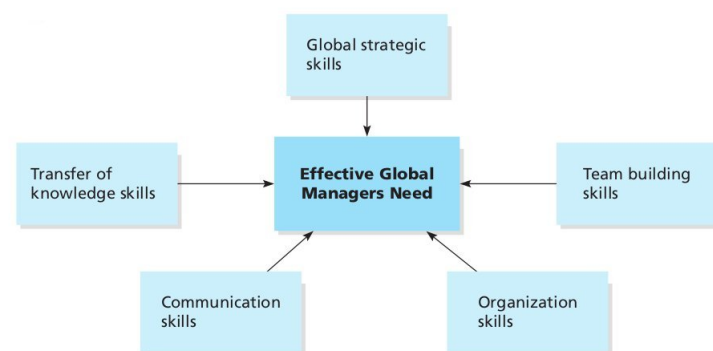 Global strategic
skills
Transfer of
knowledge skills
Effective Global
Managers Need
Team building
skills
Communication
skills
Organization
skills